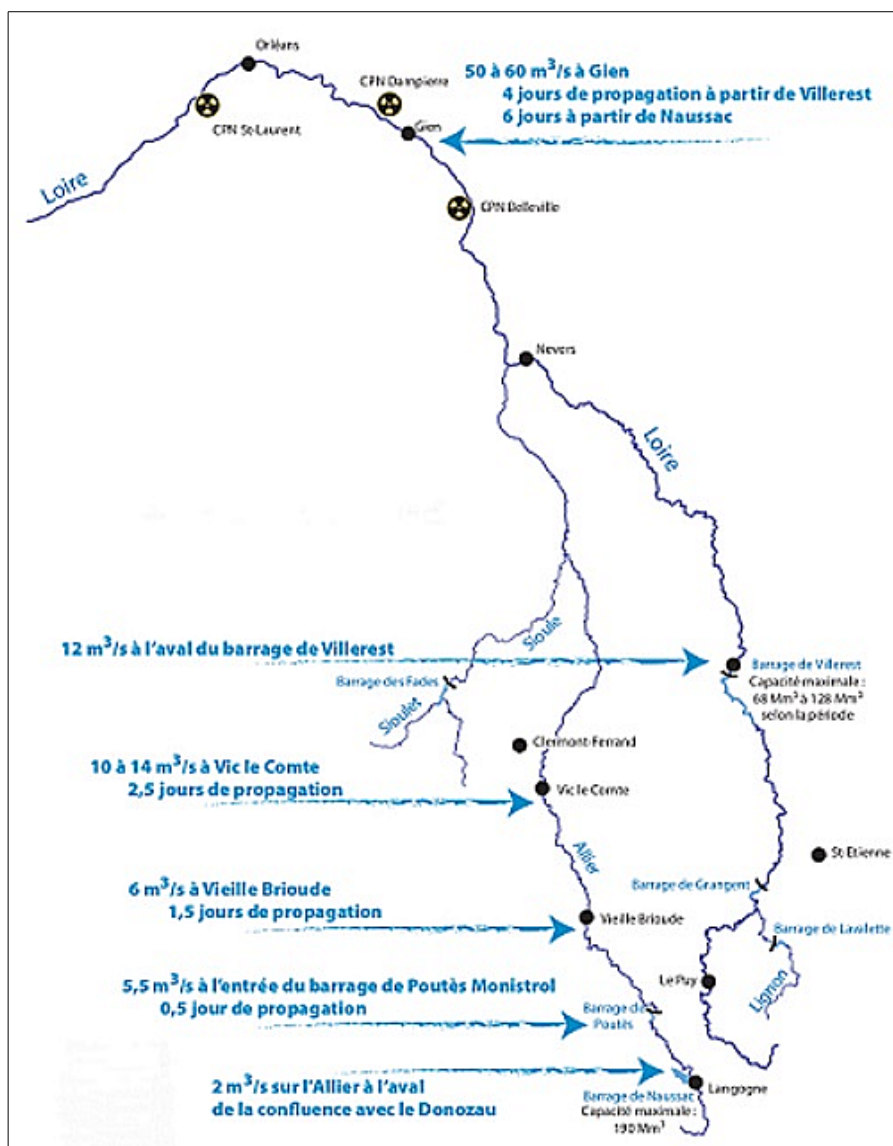 Orléans
CPN Dampierre
50 à 60 m³/s à Gien
4 jours de propagation à partir de Villerest
6 jours à partir de Naussac
CPN St-Laurent
Gien
Loire
CPN Belleville
Nevers
Loire
12 m³/s à l'aval du barrage de Villerest
Sioule
Barrage de Villerest
Capacité maximale :
68 Mm³ à 128 Mm³
selon la période
Barrage des Fades
Sioulet
Clermont-Ferrand
10 à 14 m³/s à Vic le Comte
2,5 jours de propagation
Vic le Comte
Allier
St-Etienne
6 m³/s à Vieille Brioude
1,5 jours de propagation
Barrage de Grangent
Vieille Brioude
Barrage de Lavalette
5,5 m³/s à l'entrée du barrage de Poutès Monistrol
0,5 jour de propagation
Le Puy
Lignon
Barrage de
Poutès
2 m³/s sur l'Allier à l'aval
de la confluence avec le Donozau
Barrage de Naussac
Capacité maximale :
190 Mm³
Langogne